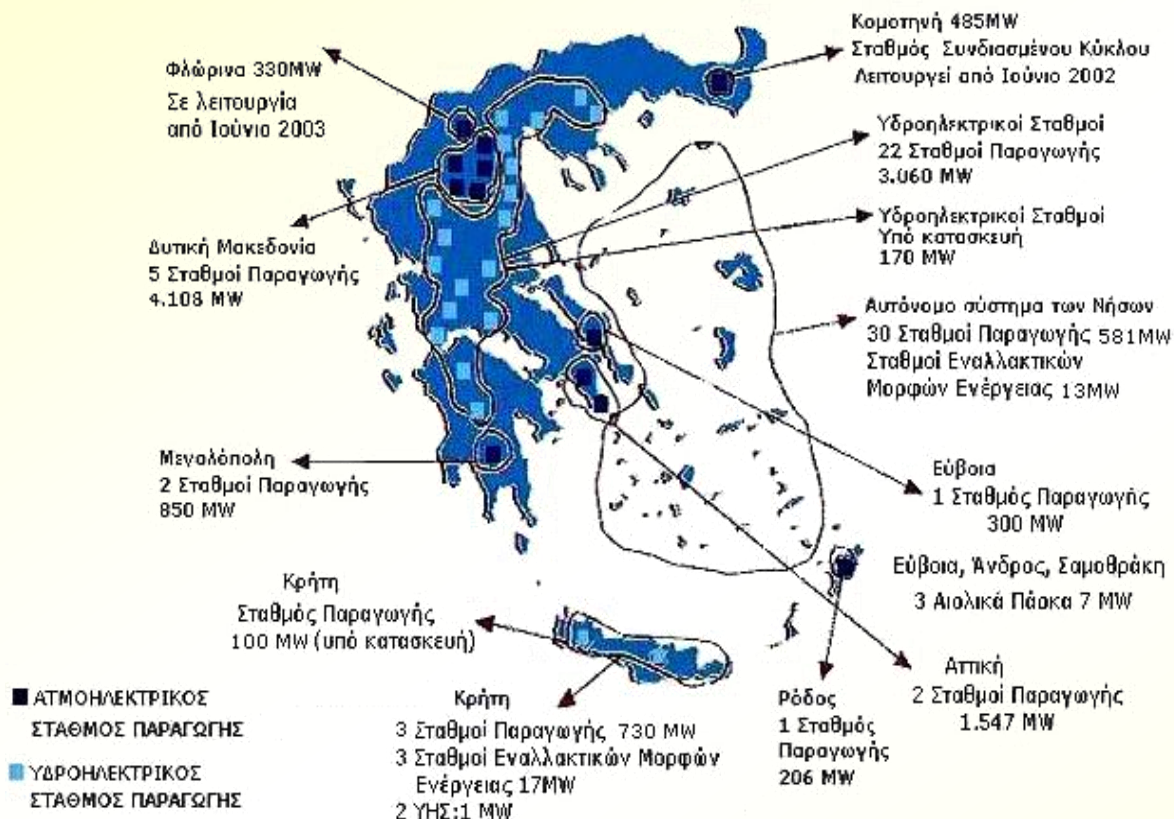 Φλώρινα 330MW
Σε λειτουργία
από Ιούνιο 2003
Κομοτηνή 485MW
Σταθμός Συνδιασμένου Κύκλου
Λειτουργεί από Ιούνιο 2002
Υδροηλεκτρικοί Σταθμοί
22 Σταθμοί Παραγωγής
3.060 MW
Υδροηλεκτρικοί Σταθμοί
Υπό κατασκευή
170 MW
Δυτική Μακεδονία
5 Σταθμοί Παραγωγής
4.108 MW
Αυτόνομο σύστημα των Νήσων
30 Σταθμοί Παραγωγής 581MW
Σταθμοί Εναλλακτικών
Μορφών Ενέργειας 13MW
Μεγαλόπολη
2 Σταθμοί Παραγωγής
850 MW
Εύβοια
1 Σταθμός Παραγωγής
300 MW
Εύβοια, Άνδρος, Σαμοθράκη
3 Αιολικά Πάρκα 7 MW
Κρήτη
Σταθμός Παραγωγής
100 MW (υπό κατασκευή)
Αττική
2 Σταθμοί Παραγωγής
1.547 MW
Ρόδος
1 Σταθμός
Παραγωγής
206 MW
Κρήτη
3 Σταθμοί Παραγωγής 730 MW
3 Σταθμοί Εναλλακτικών Μορφών
Ενέργειας 17MW
2 ΥΗΣ:1 MW
ΑΤΜΟΗΛΕΚΤΡΙΚΟΣ
ΣΤΑΘΜΟΣ ΠΑΡΑΓΩΓΗΣ
ΥΔΡΟΗΛΕΚΤΡΙΚΟΣ
ΣΤΑΘΜΟΣ ΠΑΡΑΓΩΓΗΣ